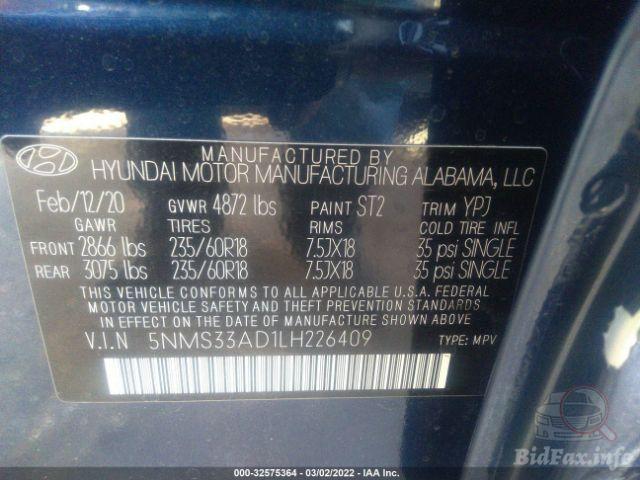 MANUFACTURED BY
HYUNDAI MOTOR MANUFACTURING ALABAMA, LLC
Feb/12/20 GVWR 4872 lbs PAINT ST2 TRIM YPJ
GAWR TIRES RIMS COLD TIRE INFL
FRONT 2866 lbs 235/60R18 7.5JX18 35 psi SINGLE
REAR 3075 lbs 235/60R18 7.5JX18 35 psi SINGLE
THIS VEHICLE CONFORMS TO ALL APPLICABLE U.S.A. FEDERAL
MOTOR VEHICLE SAFETY AND THEFT PREVENTION STANDARDS
IN EFFECT ON THE DATE OF MANUFACTURE SHOWN ABOVE
V.I.N 5NMS33AD1LH226409 TYPE: MPV
BidFax.info
000-32575364 - 03/02/2022 - IAA Inc.